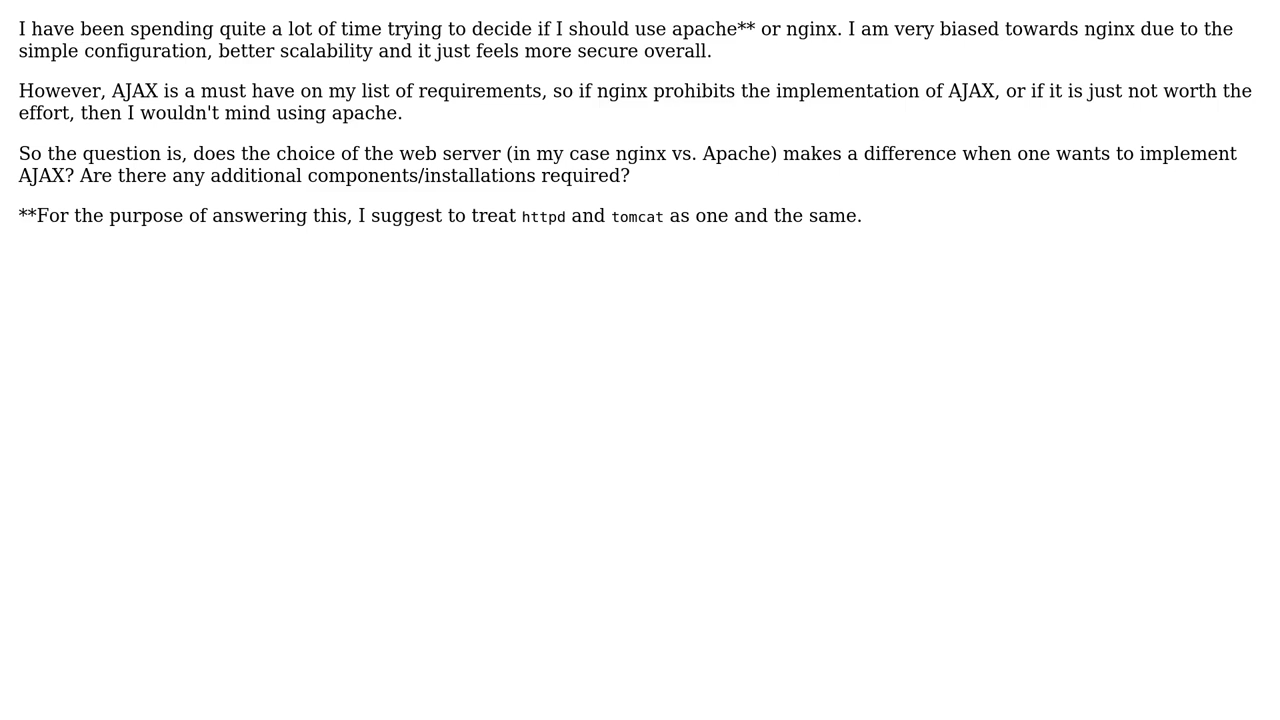 I have been spending quite a lot of time trying to decide if I should use apache** or nginx. I am very biased towards nginx due to the
simple configuration, better scalability and it just feels more secure overall.
However, AJAX is a must have on my list of requirements, so if nginx prohibits the implementation of AJAX, or if it is just not worth the
effort, then I wouldn't mind using apache.
So the question is, does the choice of the web server (in my case nginx vs. Apache) makes a difference when one wants to implement
AJAX? Are there any additional components/installations required?
**For the purpose of answering this, I suggest to treat httpd and tomcat as one and the same.